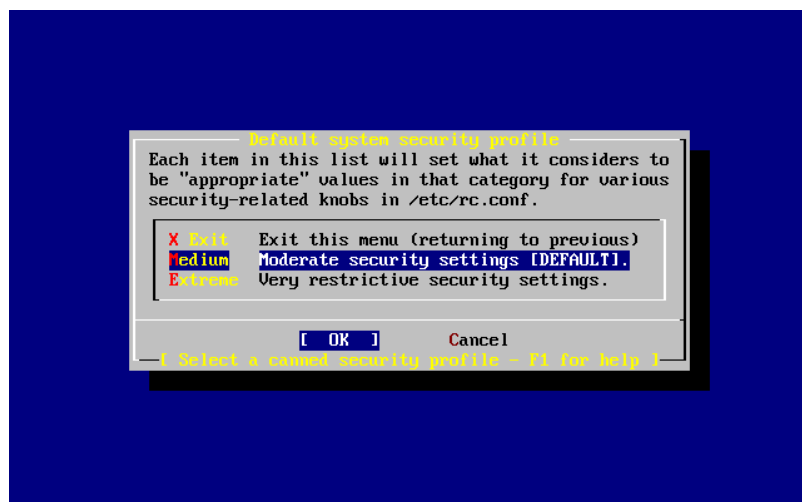 Default system security profile
Each item in this list will set what it considers to
be "appropriate" values in that category for various
security-related knobs in /etc/rc.conf.
X Exit Exit this menu (returning to previous)
Medium Moderate security settings [DEFAULT].
Extreme Very restrictive security settings.
[ OK ] Cancel
[ Select a canned security profile - F1 for help ]